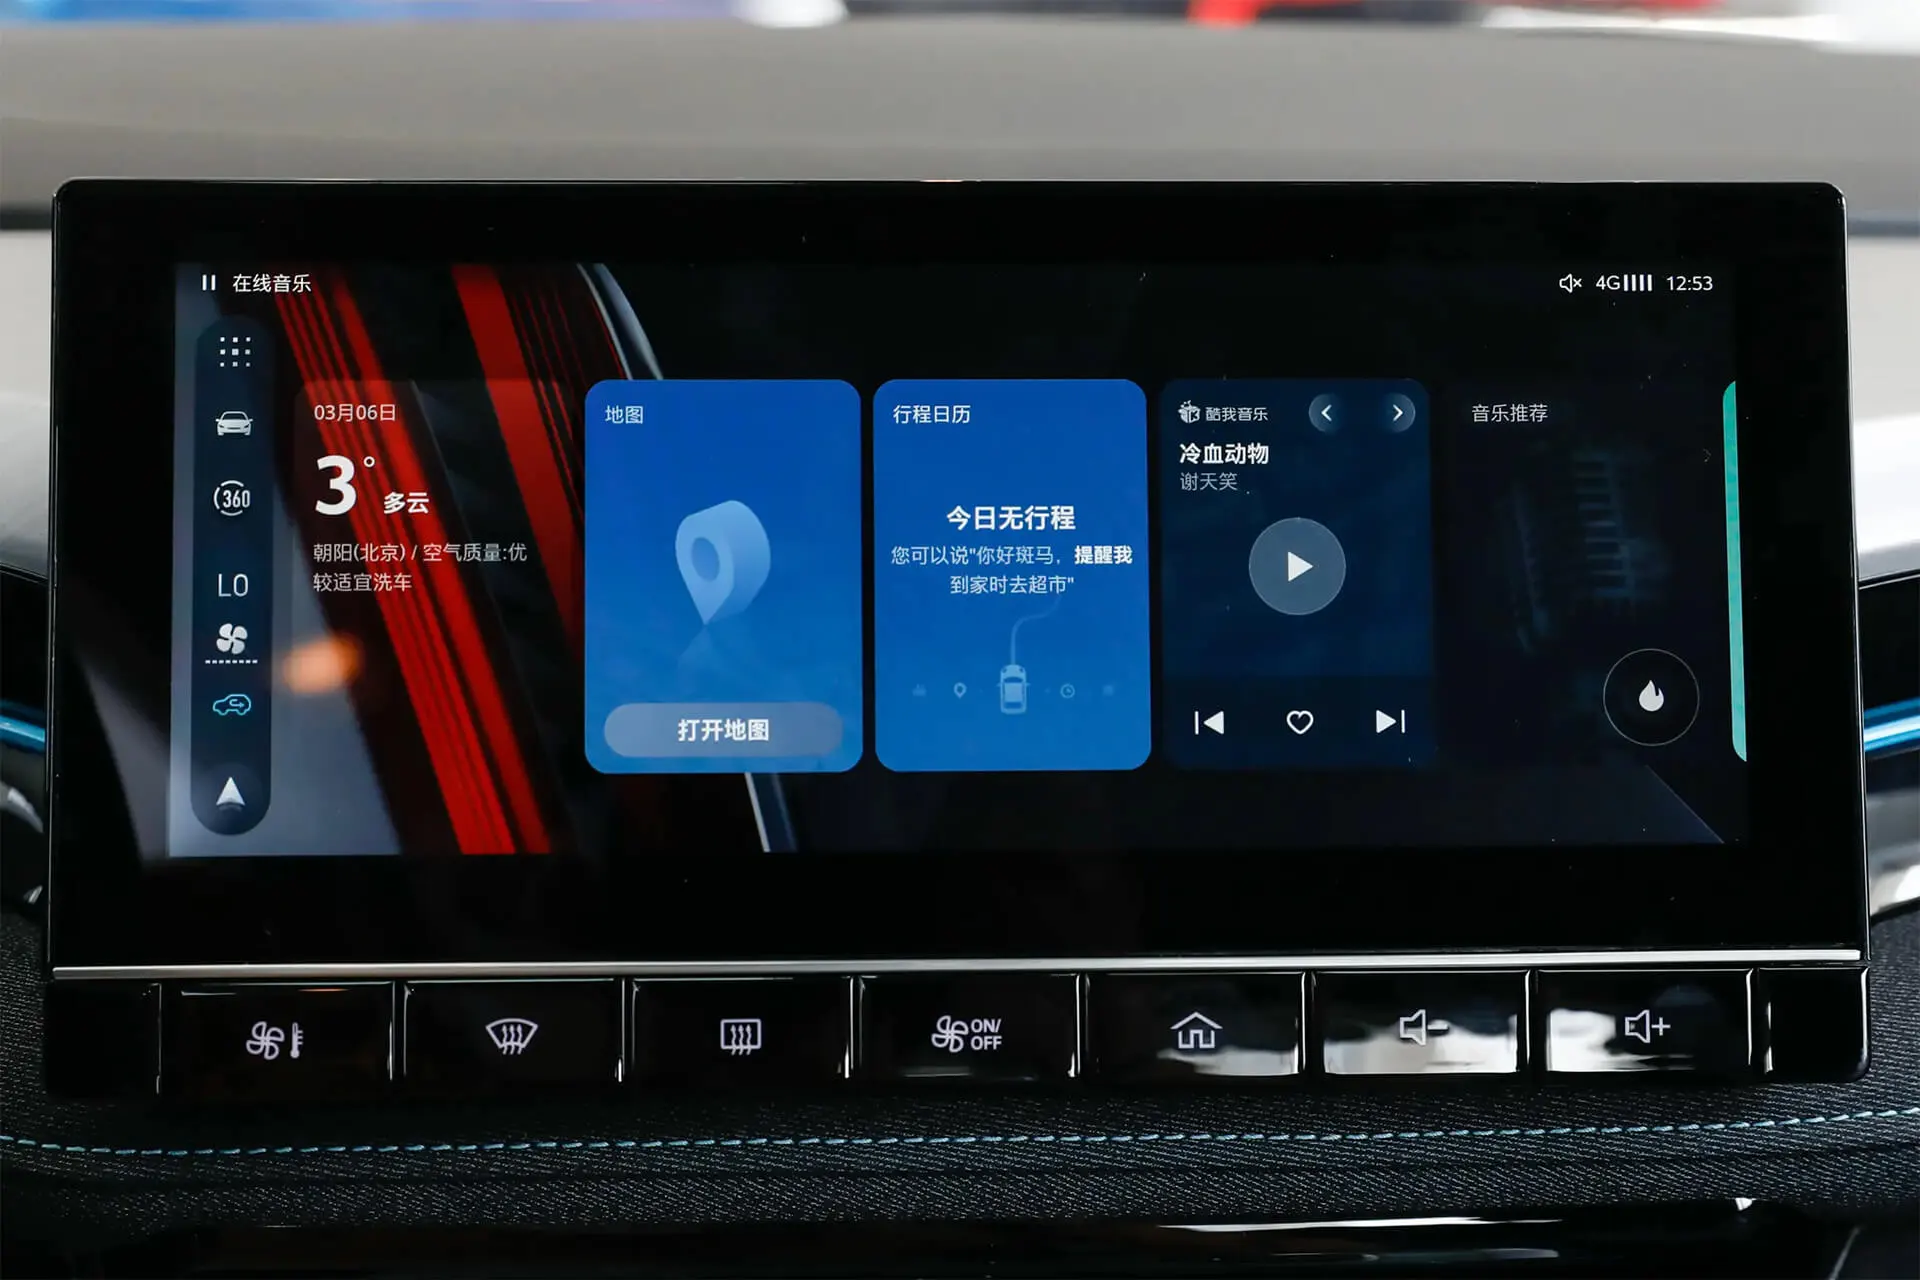 在线音乐
4G 12:53
360
LO
03月06日
3° 多云
朝阳(北京) / 空气质量:优
较适宜洗车
地图
打开地图
行程日历
今日无行程
您可以说"你好斑马，提醒我
到家时去超市"
酷我音乐
冷血动物
谢天笑
音乐推荐
ON/
OFF